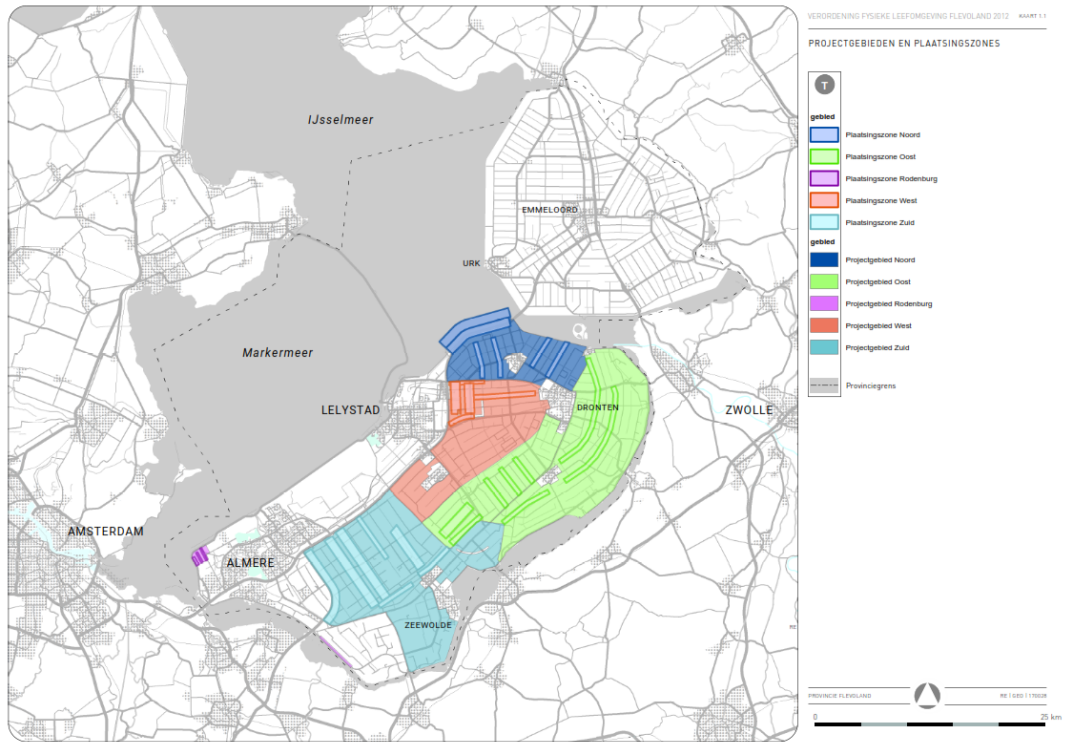 VERORDENING FYSIEKE LEEFOMGEVING FLEVOLAND 2012 KAART 1.1
PROJECTGEBIEDEN EN PLAATSINGSZONES
T
gebied
Plaatsingszone Noord
Plaatsingszone Oost
Plaatsingszone Rodenburg
Plaatsingszone West
Plaatsingszone Zuid
gebied
Projectgebied Noord
Projectgebied Oost
Projectgebied Rodenburg
Projectgebied West
Projectgebied Zuid
Provinciegrens
IJsselmeer
EMMELOORD
URK
Markermeer
LELYSTAD
DRONTEN
ZWOLLE
AMSTERDAM
ALMERE
ZEEWOLDE
RE
PROVINCIE FLEVOLAND
0 25 km